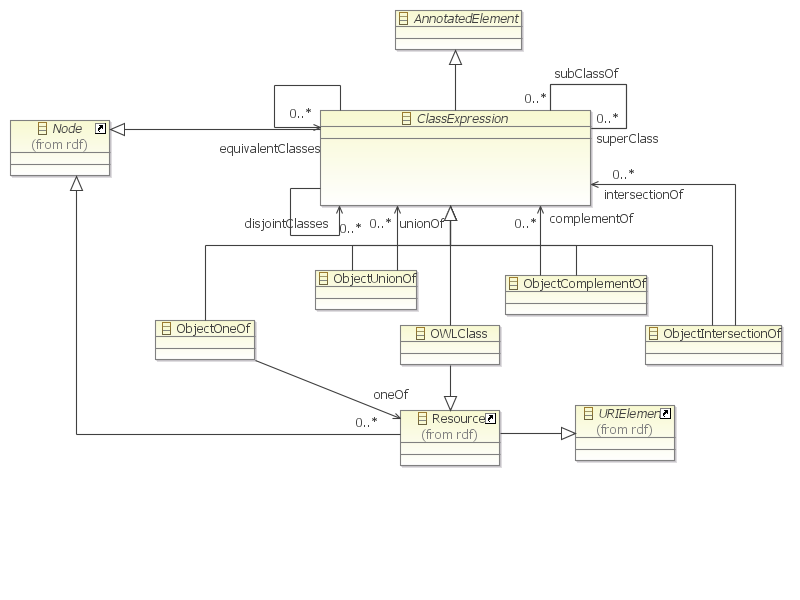 AnnotatedElement
subClassOf
0..*
0..*
ClassExpression
0..*
superClass
Node
(from rdf)
equivalentClasses
0..*
intersectionOf
disjointClasses
0..*
0..*
unionOf
0..*
complementOf
ObjectUnionOf
ObjectComplementOf
ObjectOneOf
OWLClass
ObjectIntersectionOf
oneOf
0..*
Resource
(from rdf)
URIElemen
(from rdf)